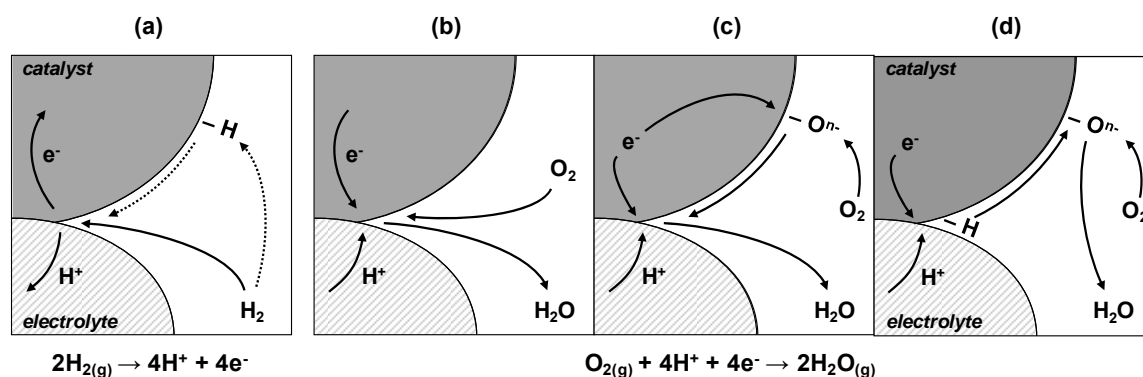 (a)
(b)
(c)
(d)
catalyst
H
e⁻
H⁺
H₂
electrolyte
e⁻
O₂
H⁺
H₂O
e⁻
Oⁿ⁻
O₂
H⁺
H₂O
catalyst
Oⁿ⁻
e⁻
O₂
H
H⁺
H₂O
electrolyte
2H₂(g) → 4H⁺ + 4e⁻
O₂(g) + 4H⁺ + 4e⁻ → 2H₂O(g)